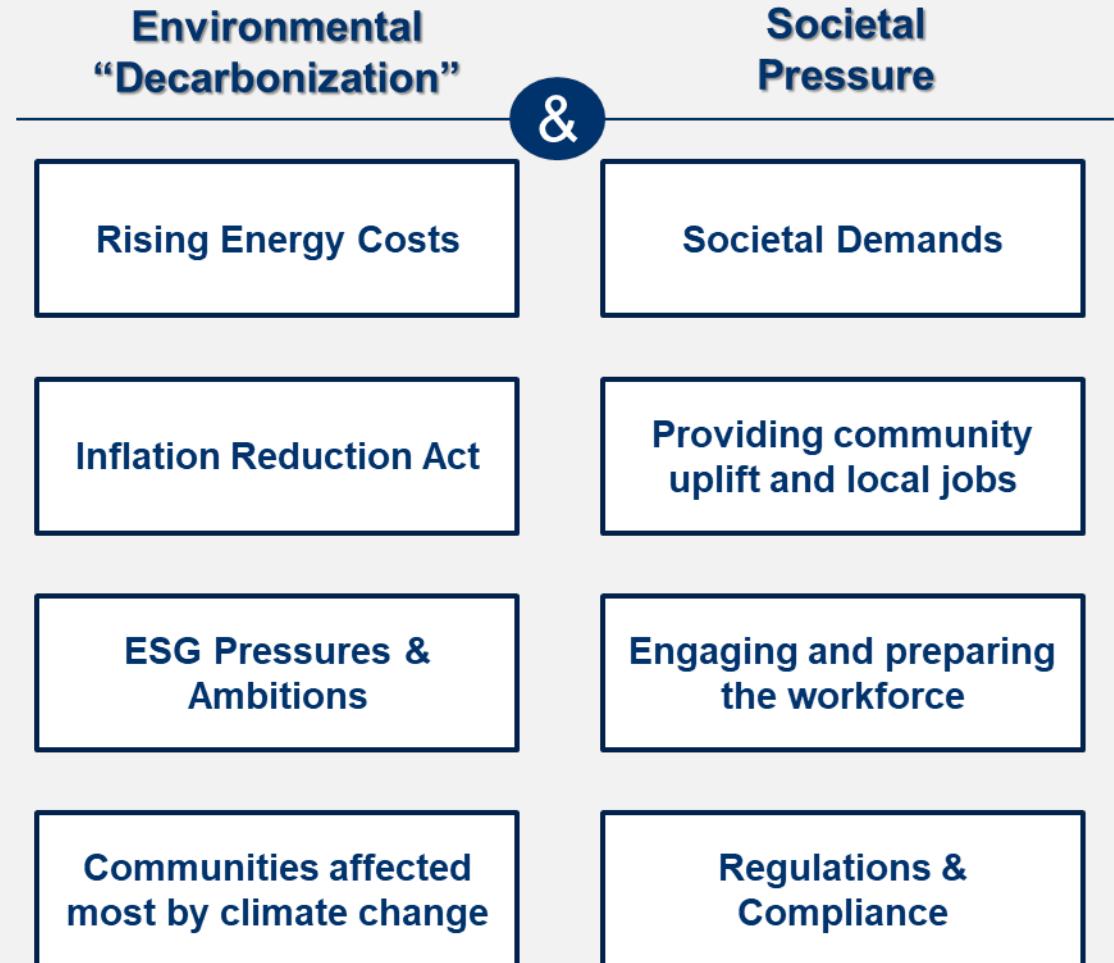 Environmental
“Decarbonization”
Societal
Pressure
&
Rising Energy Costs
Societal Demands
Inflation Reduction Act
Providing community
uplift and local jobs
ESG Pressures &
Ambitions
Engaging and preparing
the workforce
Communities affected
most by climate change
Regulations &
Compliance